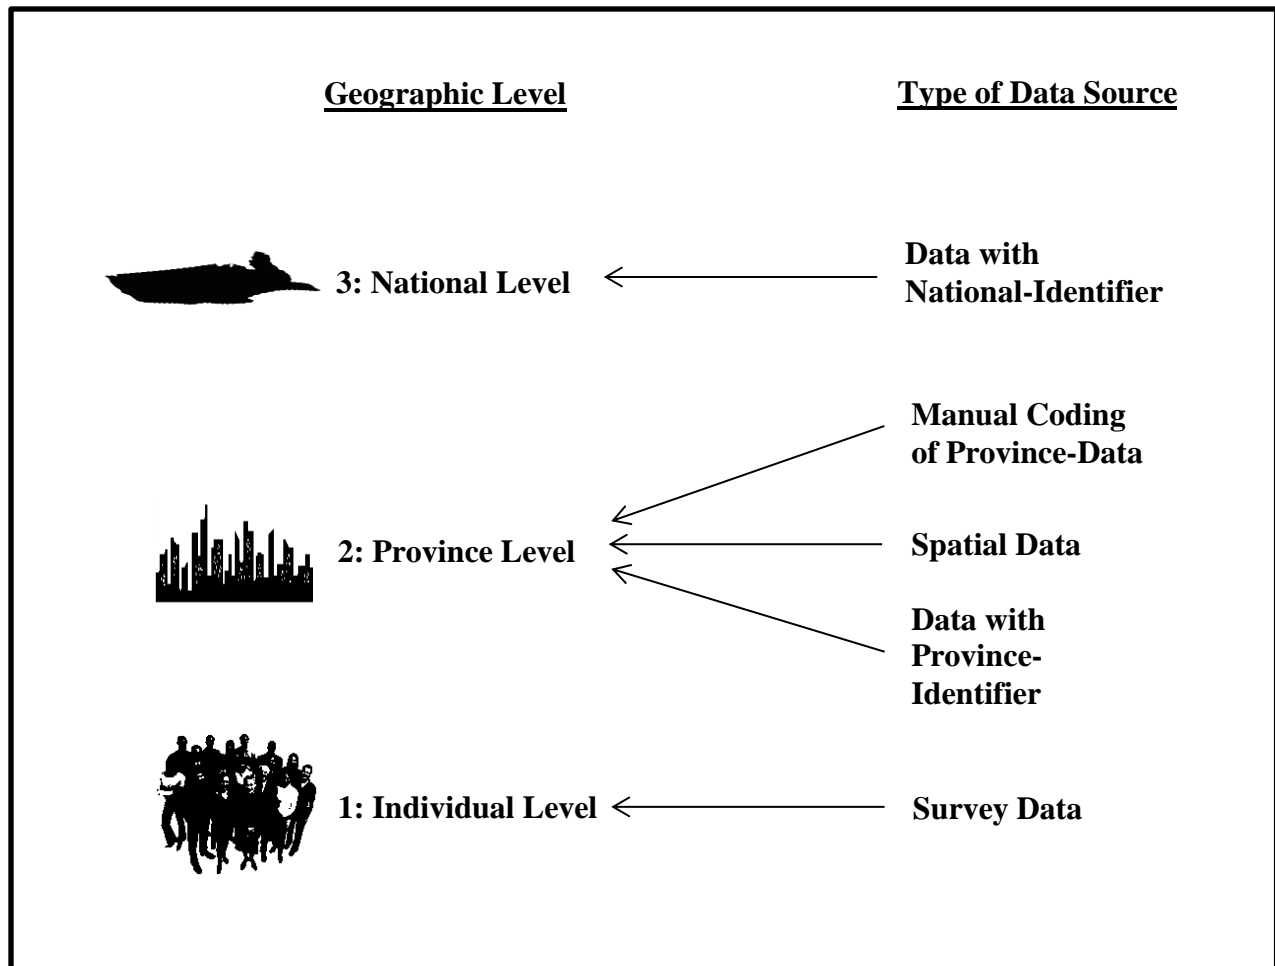 Geographic Level
Type of Data Source
3: National Level
Data with
National-Identifier
Manual Coding
of Province-Data
2: Province Level
Spatial Data
Data with
Province-
Identifier
1: Individual Level
Survey Data